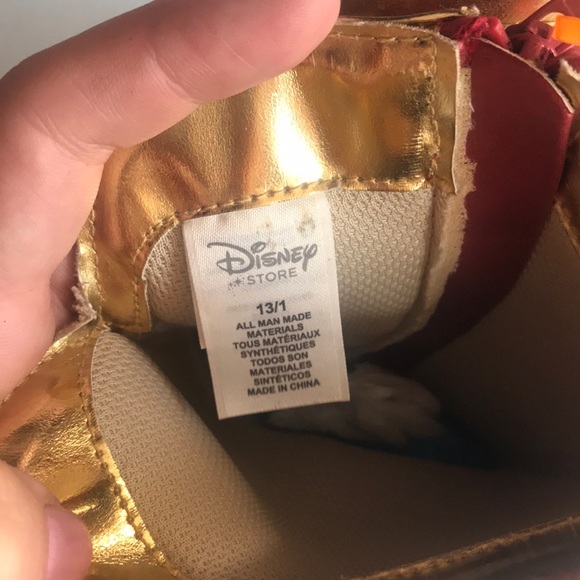 Disney
STORE
13/1
ALL MAN MADE
MATERIALS
TOUS MATÉRIAUX
SYNTHÉTIQUES
TODOS SON
MATERIALES
SINTÉTICOS
MADE IN CHINA